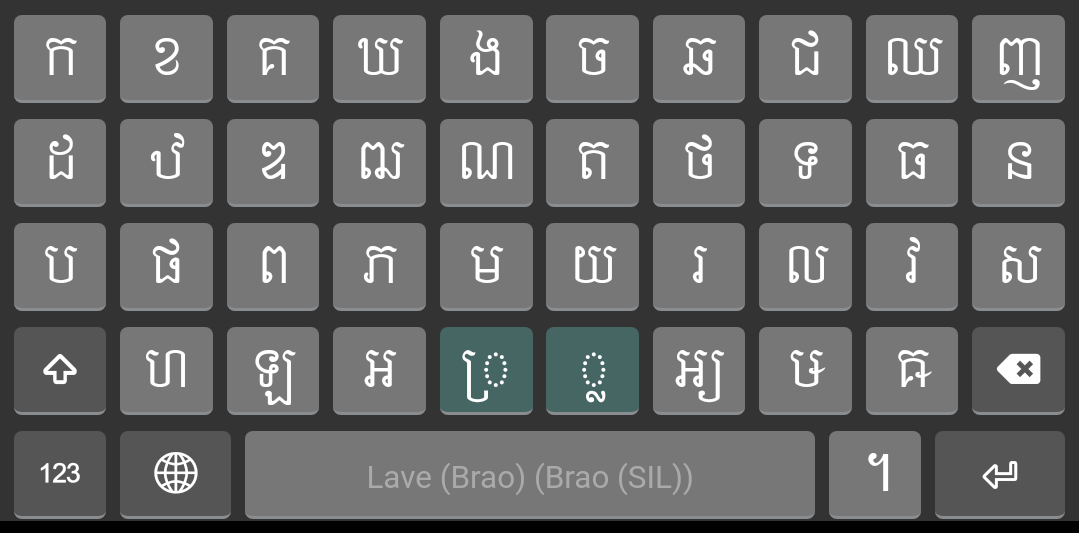 ក ខ គ ឃ ង ច ឆ ជ ឈ ញ
ដ ឋ ឌ ឍ ណ ត ថ ទ ធ ន
ប ផ ព ភ ម យ រ ល វ ស
ហ ឡ អ ្រ ្ល អ្យ
123 Lave (Brao) (Brao (SIL)) ។